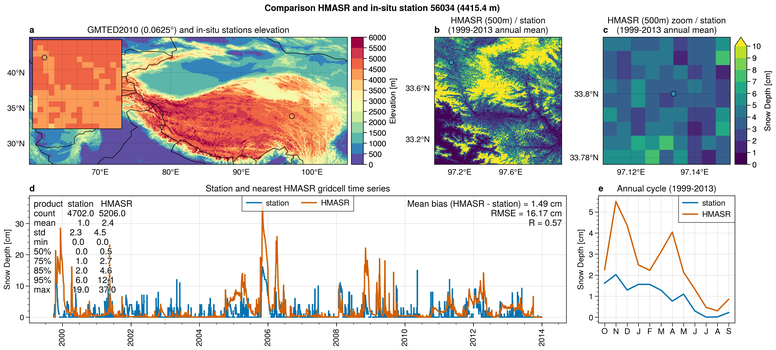 Comparison HMASR and in-situ station 56034 (4415.4 m)
a GMTED2010 (0.0625°) and in-situ stations elevation
40°N
35°N
30°N
70°E
100°E
6000
5500
5000
4500
4000
3500
3000
2500
2000
1500
1000
500
0
Elevation [m]
b HMASR (500m) / station
(1999-2013 annual mean)
33.6°N
33.2°N
97.2°E
97.6°E
c HMASR (500m) zoom / station
(1999-2013 annual mean)
33.8°N
33.78°N
97.12°E
97.14°E
10
9
8
7
6
5
4
3
2
1
0
Snow Depth [cm]
d Station and nearest HMASR gridcell time series
product station HMASR
count 4702.0 5206.0
mean 1.0 2.4
std 2.3 4.5
min 0.0 0.0
50% 0.0 0.5
75% 1.0 2.7
85% 2.0 4.6
95% 6.0 12.1
max 19.0 37.0
station HMASR
Mean bias (HMASR - station) = 1.49 cm
RMSE = 16.17 cm
R = 0.57
Snow Depth [cm]
30
20
10
0
2000
2002
2004
2006
2008
2010
2012
2014
e Annual cycle (1999-2013)
station
HMASR
Snow Depth [cm]
5
4
3
2
1
0
O N D J F M A M J J A S